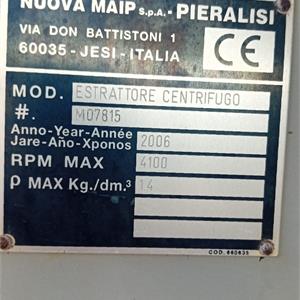 NUOVA MAIP S.p.A. - PIERALISI
VIA DON BATTISTONI 1
60035 - JESI - ITALIA
CE
MOD. ESTRATTORE CENTRIFUGO
#. M07815
Anno-Year-Année
Jare-Año-Xponos 2006
RPM MAX 4100
ρ MAX Kg./dm.³ 1.4
COD. 660635